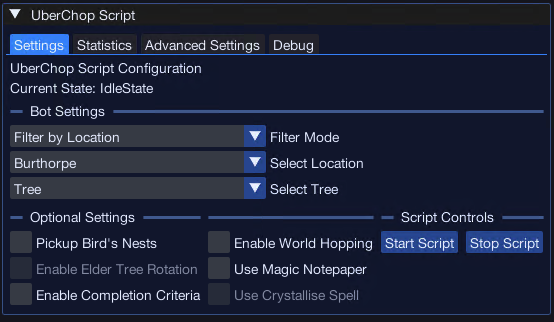 UberChop Script
Settings Statistics Advanced Settings Debug
UberChop Script Configuration
Current State: IdleState
Bot Settings
Filter by Location Filter Mode
Burthorpe Select Location
Tree Select Tree
Optional Settings Script Controls
Pickup Bird's Nests Enable World Hopping Start Script Stop Script
Enable Elder Tree Rotation Use Magic Notepaper
Enable Completion Criteria Use Crystallise Spell